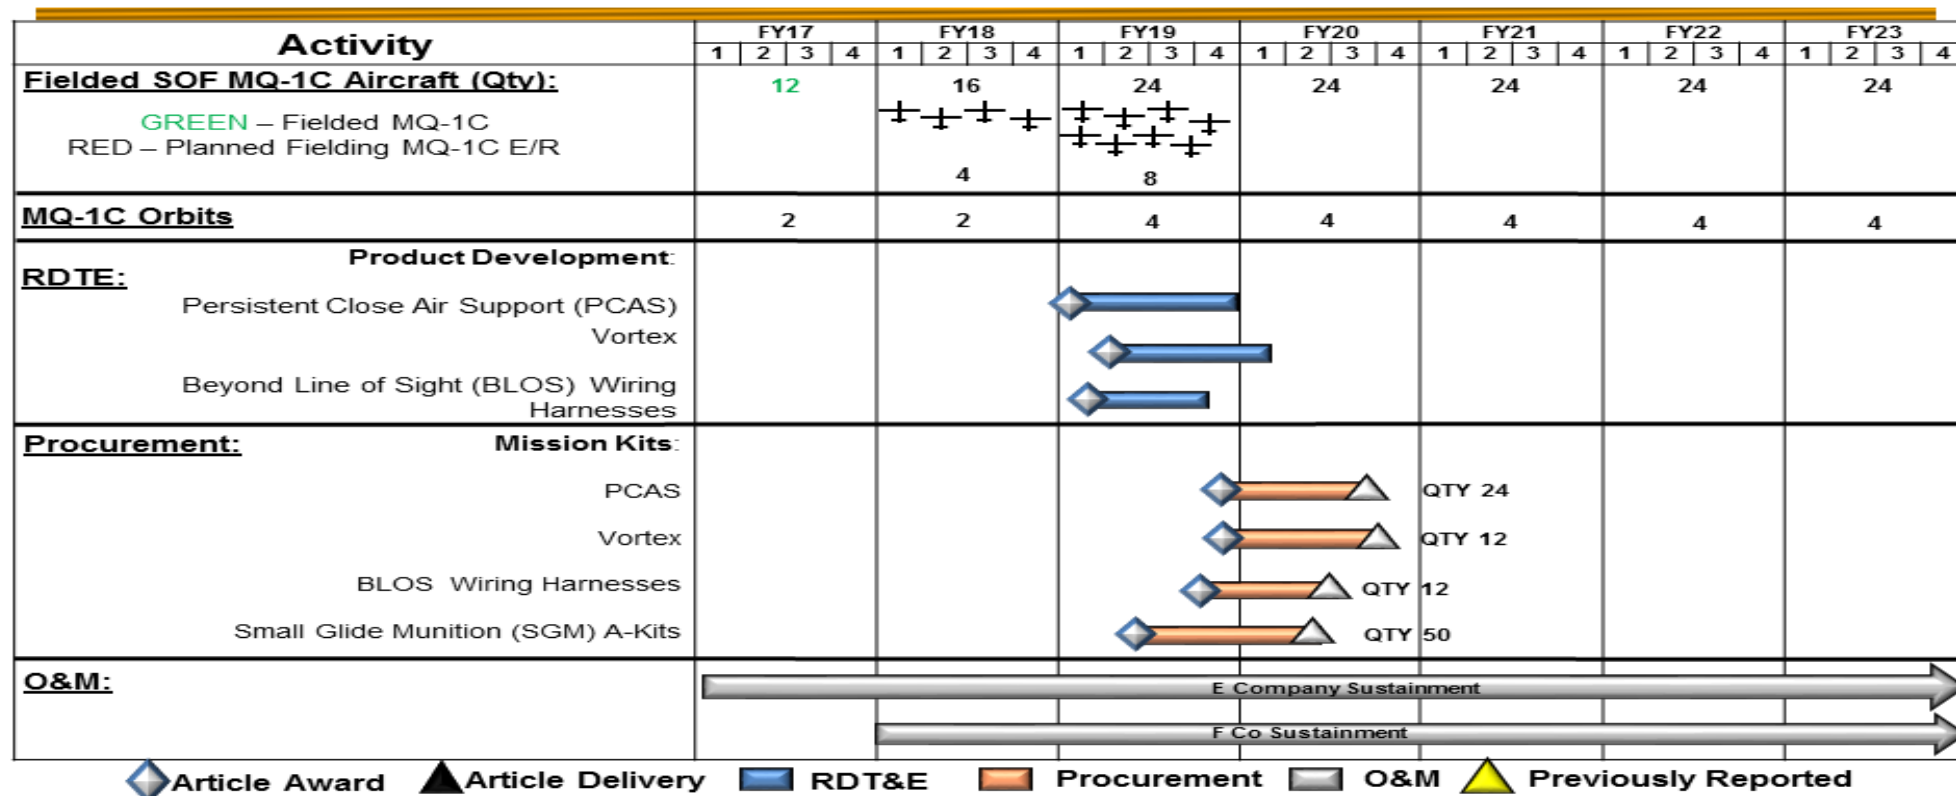 Activity
FY17 FY18 FY19 FY20 FY21 FY22 FY23
1 2 3 4 1 2 3 4 1 2 3 4 1 2 3 4 1 2 3 4 1 2 3 4 1 2 3 4
Fielded SOF MQ-1C Aircraft (Qty): 12 16 24 24 24 24 24
GREEN – Fielded MQ-1C
RED – Planned Fielding MQ-1C E/R
4 8
MQ-1C Orbits 2 2 4 4 4 4 4
Product Development:
RDTE:
Persistent Close Air Support (PCAS)
Vortex
Beyond Line of Sight (BLOS) Wiring
Harnesses
Procurement: Mission Kits:
PCAS QTY 24
Vortex QTY 12
BLOS Wiring Harnesses QTY 12
Small Glide Munition (SGM) A-Kits QTY 50
O&M: E Company Sustainment
F Co Sustainment
Article Award Article Delivery RDT&E Procurement O&M Previously Reported